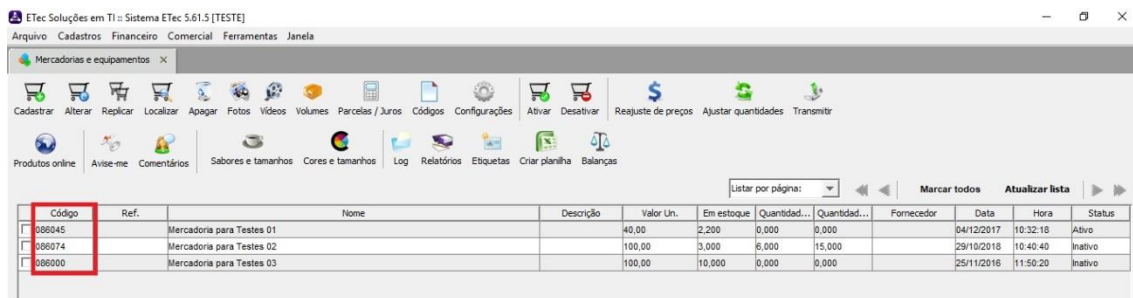 ETec Soluções em TI :: Sistema ETec 5.61.5 [TESTE]
Arquivo Cadastros Financeiro Comercial Ferramentas Janela
Mercadorias e equipamentos
Cadastrar Alterar Replicar Localizar Apagar Fotos Vídeos Volumes Parcelas / Juros Códigos Configurações Ativar Desativar Reajuste de preços Ajustar quantidades Transmitir
Produtos online Avise-me Comentários Sabores e tamanhos Cores e tamanhos Log Relatórios Etiquetas Criar planilha Balanças
Listar por página: Marcar todos Atualizar lista
Código Ref. Nome Descrição Valor Un. Em estoque Quantidad... Quantidad... Fornecedor Data Hora Status
086045 Mercadoria para Testes 01 40,00 2,200 0,000 0,000 04/12/2017 10:32:18 Ativo
086074 Mercadoria para Testes 02 100,00 3,000 6,000 15,000 29/10/2018 10:40:40 Inativo
086000 Mercadoria para Testes 03 100,00 10,000 0,000 0,000 25/11/2016 11:50:20 Inativo